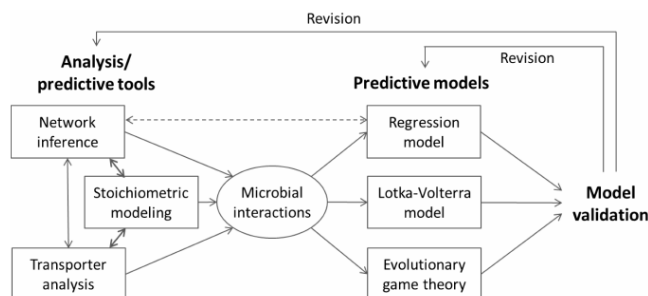 Revision
Analysis/
predictive tools
Revision
Predictive models
Network
inference
Regression
model
Stoichiometric
modeling
Microbial
interactions
Lotka-Volterra
model
Model
validation
Transporter
analysis
Evolutionary
game theory